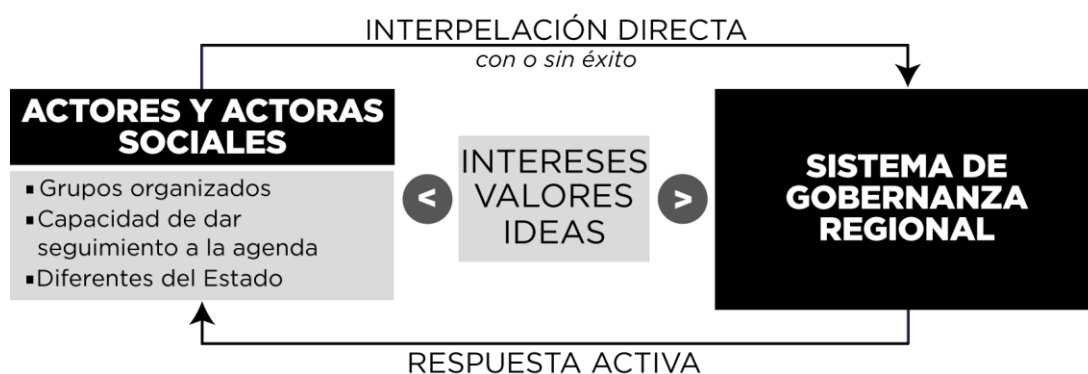 INTERPELACIÓN DIRECTA
con o sin éxito
ACTORES Y ACTORAS
SOCIALES
▪Grupos organizados
▪Capacidad de dar
seguimiento a la agenda
▪Diferentes del Estado
<
INTERESES
VALORES
IDEAS
>
SISTEMA DE
GOBERNANZA
REGIONAL
RESPUESTA ACTIVA